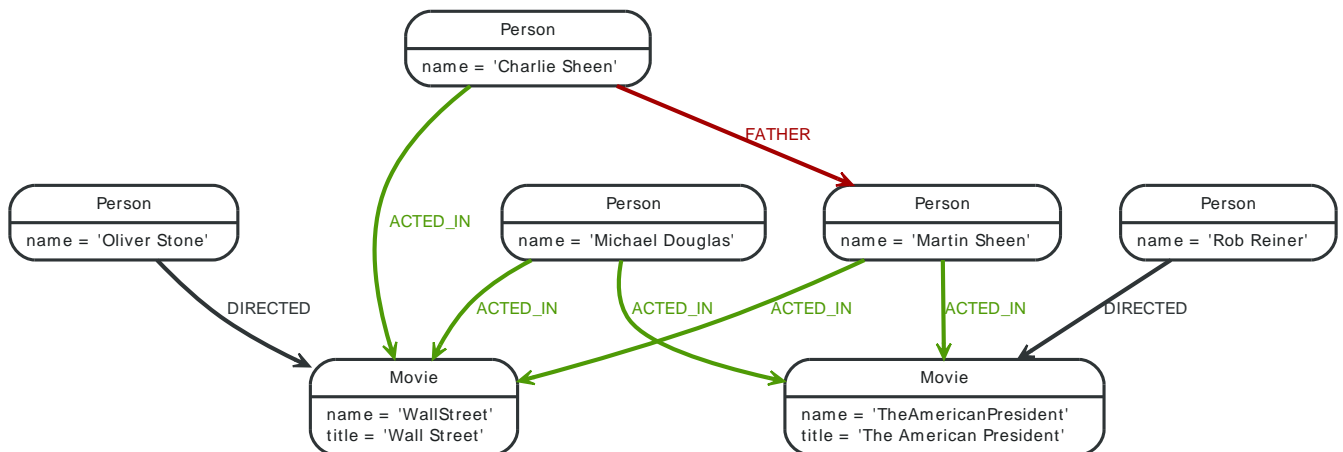 Person
name = 'Charlie Sheen'
FATHER
Person
name = 'Oliver Stone'
Person
name = 'Michael Douglas'
Person
name = 'Martin Sheen'
Person
name = 'Rob Reiner'
ACTED_IN
DIRECTED
ACTED_IN
ACTED_IN
ACTED_IN
ACTED_IN
DIRECTED
Movie
name = 'WallStreet'
title = 'Wall Street'
Movie
name = 'TheAmericanPresident'
title = 'The American President'